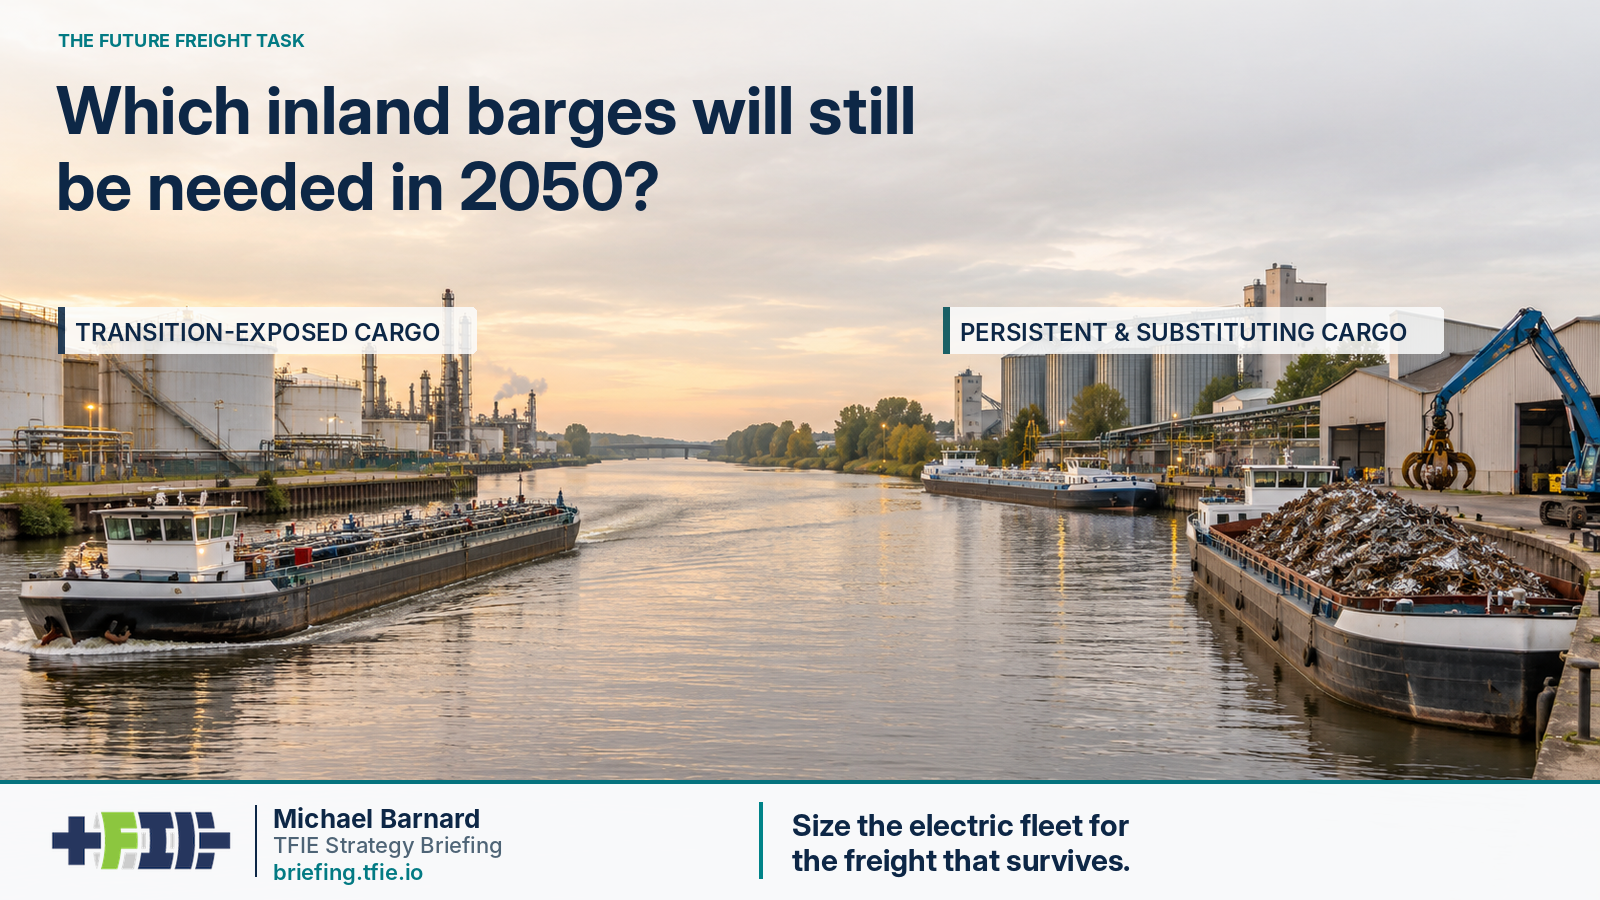 THE FUTURE FREIGHT TASK
Which inland barges will still
be needed in 2050?
TRANSITION-EXPOSED CARGO
PERSISTENT & SUBSTITUTING CARGO
+FIE
Michael Barnard
TFIE Strategy Briefing
briefing.tfie.io
Size the electric fleet for
the freight that survives.